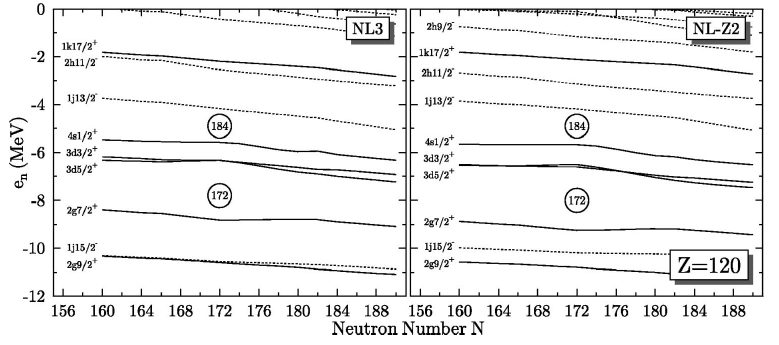 NL3
NL-Z2
0
-2
-4
-6
-8
-10
-12
e_n (MeV)
1k17/2+
2h11/2-
1j13/2-
4s1/2+
3d3/2+
3d5/2+
2g7/2+
1j15/2-
2g9/2+
184
172
2h9/2-
1k17/2+
2h11/2-
1j13/2-
4s1/2+
3d3/2+
3d5/2+
2g7/2+
1j15/2-
2g9/2+
184
172
Z=120
156 160 164 168 172 176 180 184 188 156 160 164 168 172 176 180 184 188
Neutron Number N